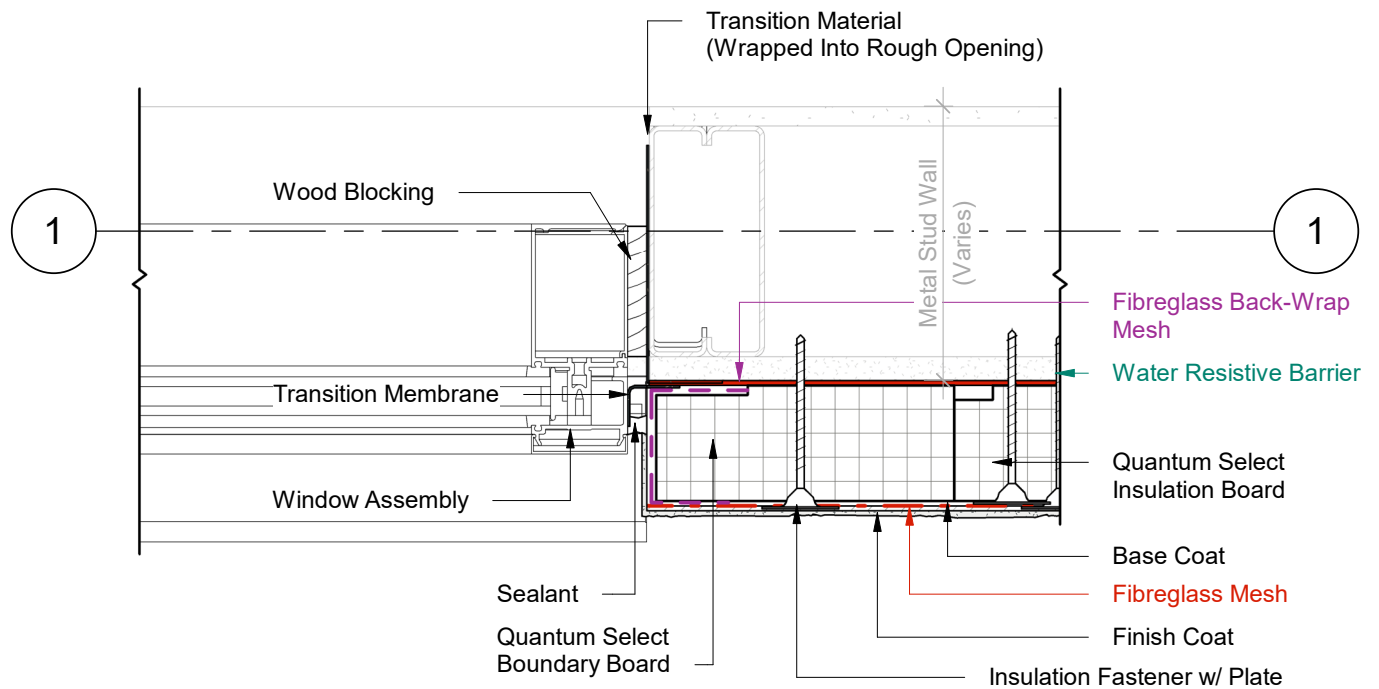 Transition Material
(Wrapped Into Rough Opening)
Wood Blocking
Metal Stud Wall
(Varies)
1
1
Fibreglass Back-Wrap
Mesh
Water Resistive Barrier
Transition Membrane
Quantum Select
Insulation Board
Window Assembly
Base Coat
Sealant
Fibreglass Mesh
Quantum Select
Boundary Board
Finish Coat
Insulation Fastener w/ Plate